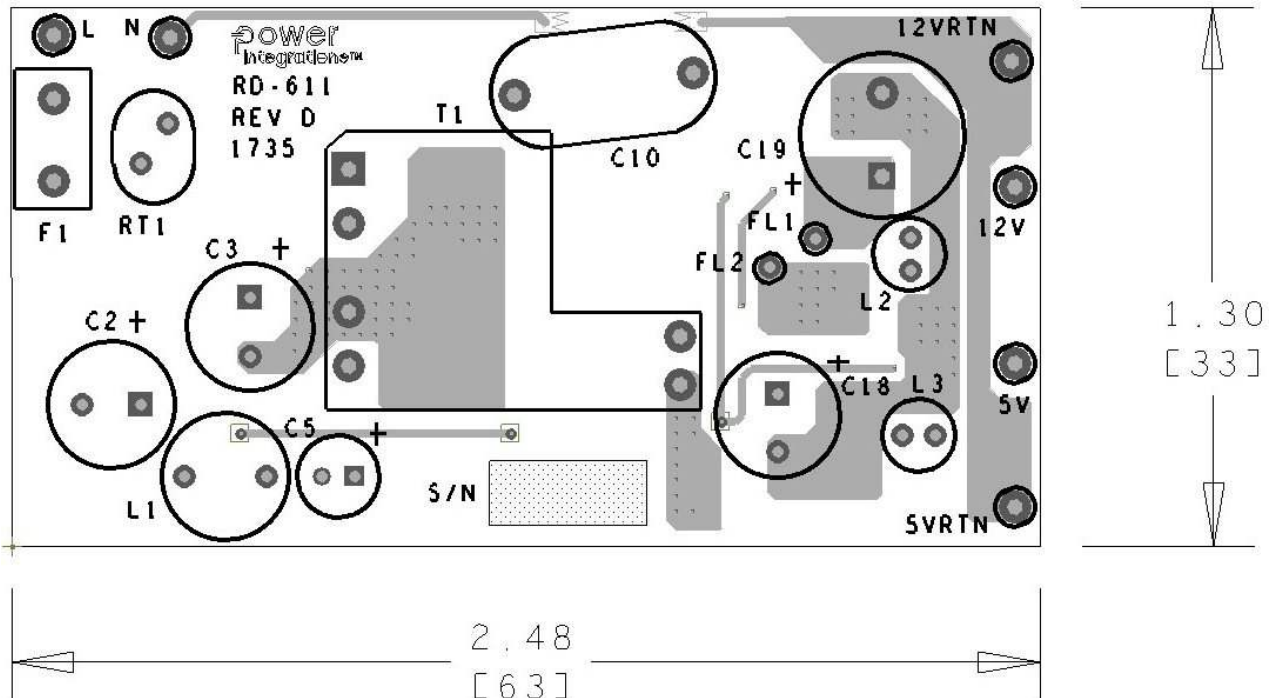 L
N
power
integrations™
RD-611
REV D
1735
T1
C10
12VRTN
C19
+
12V
F1
RT1
C3 +
FL1
FL2
L2
C2 +
+
C18
L3
5V
C5 +
L1
S/N
5VRTN
1.30
[33]
2.48
[63]